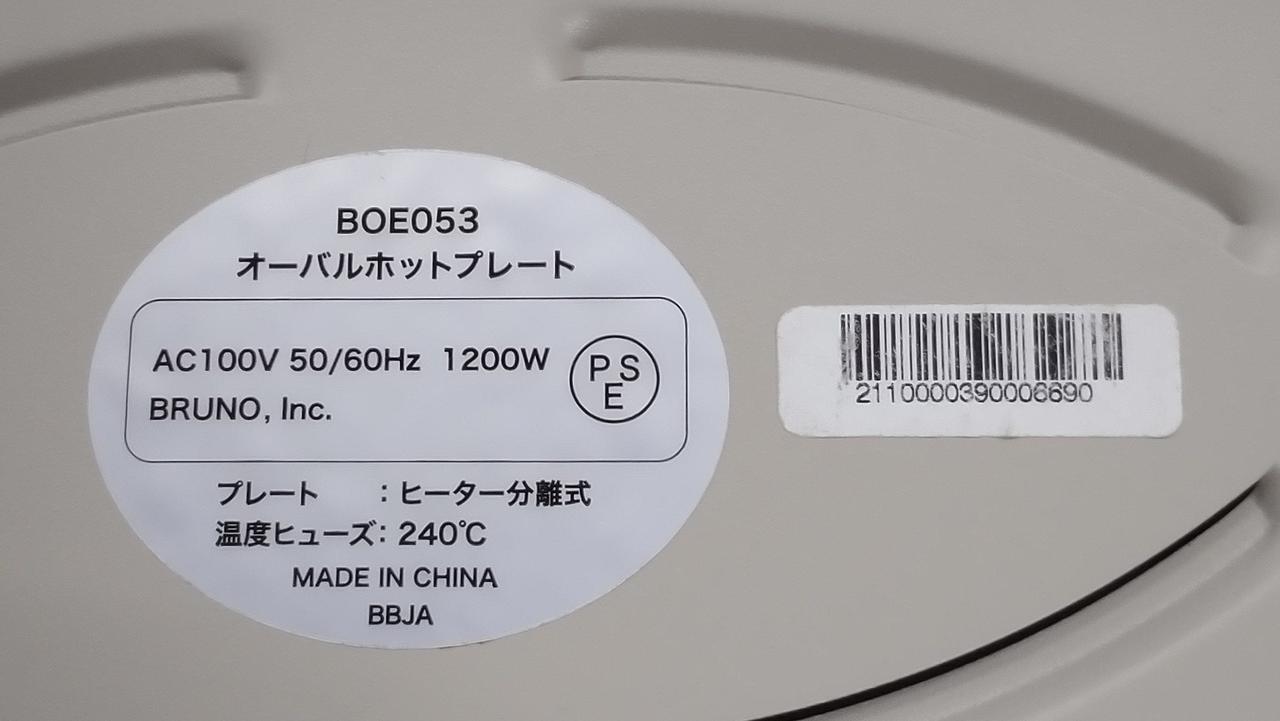 BOE053
オーバルホットプレート
AC100V 50/60Hz 1200W
BRUNO, Inc.
PSE
プレート　：ヒーター分離式
温度ヒューズ：240℃
MADE IN CHINA
BBJA
2110000390006690